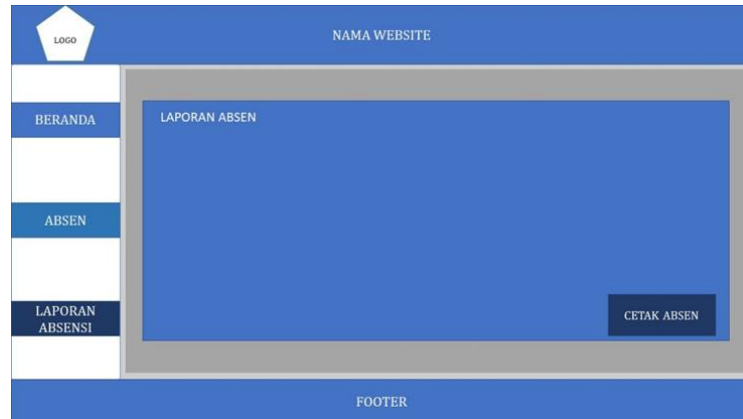 LOGO
NAMA WEBSITE
BERANDA
LAPORAN ABSEN
ABSEN
LAPORAN
ABSENSI
CETAK ABSEN
FOOTER